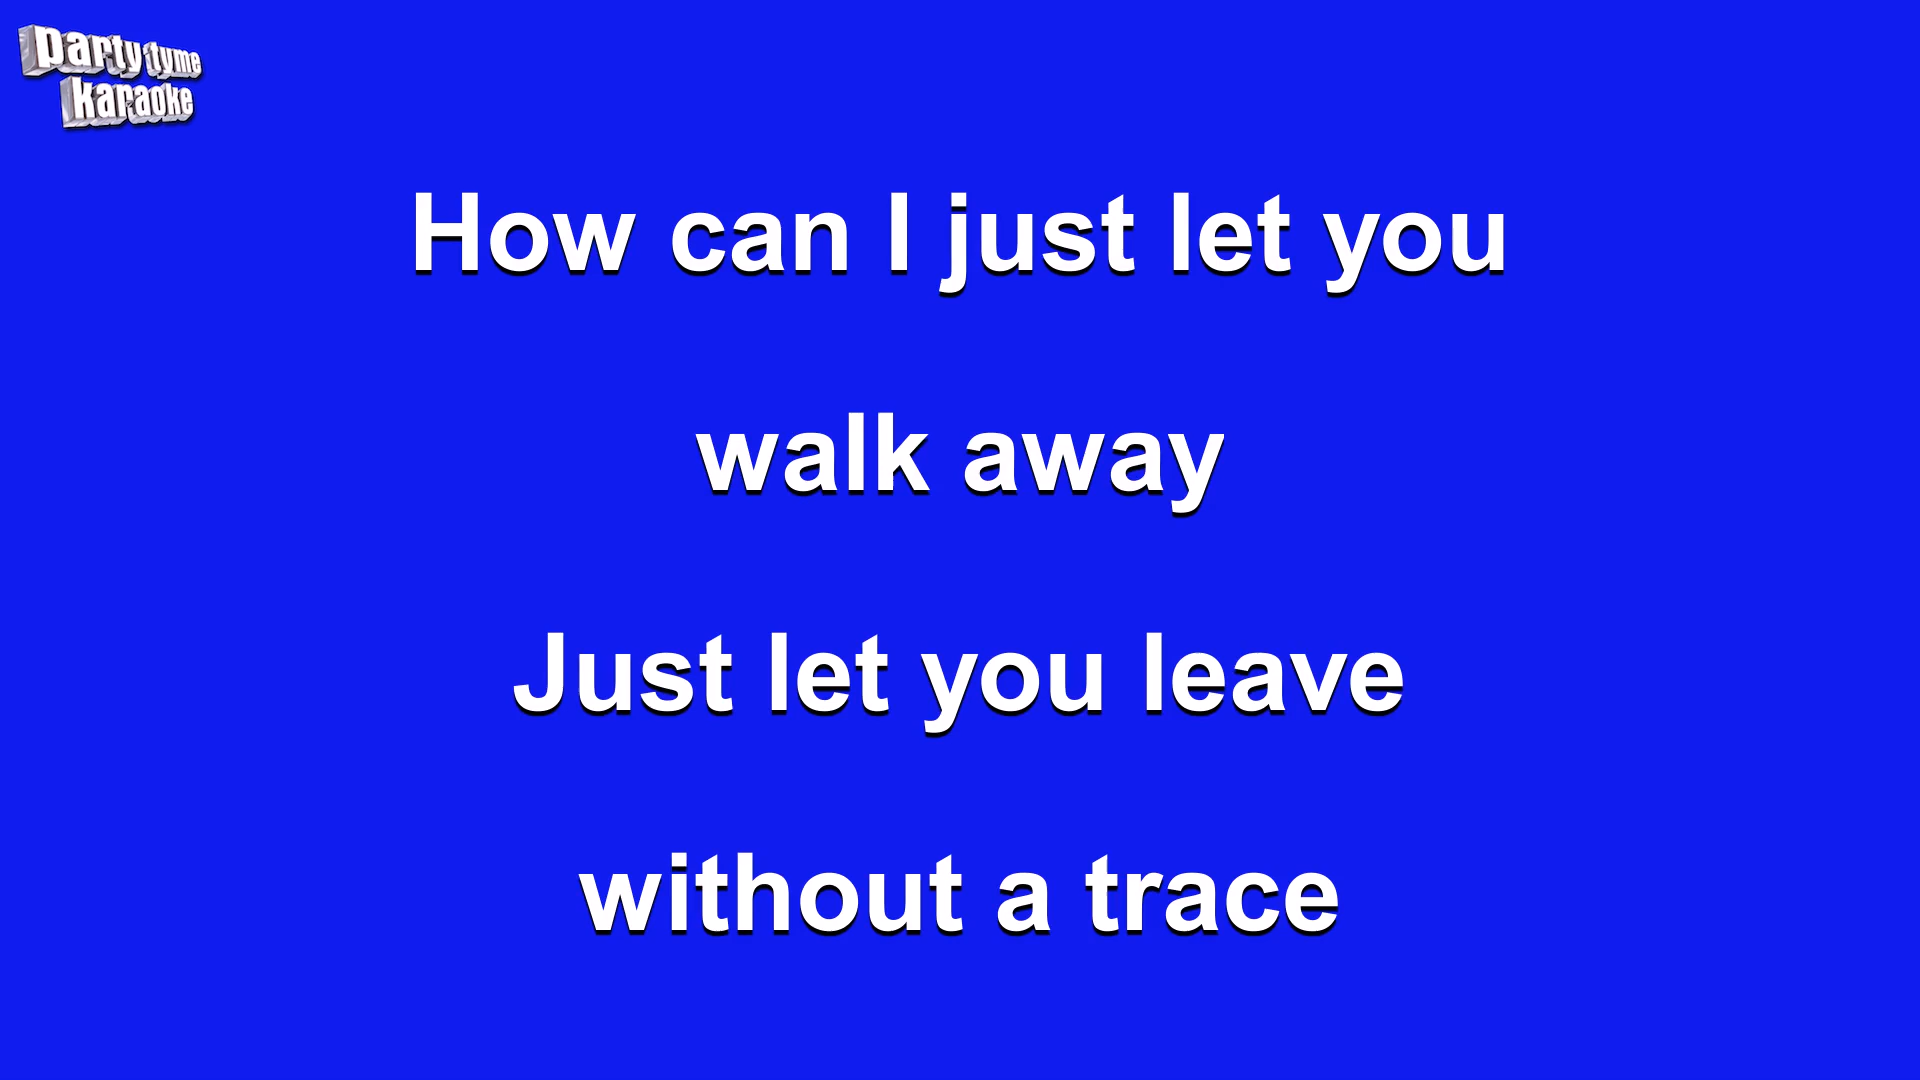 party tyme
karaoke
How can I just let you
walk away
Just let you leave
without a trace